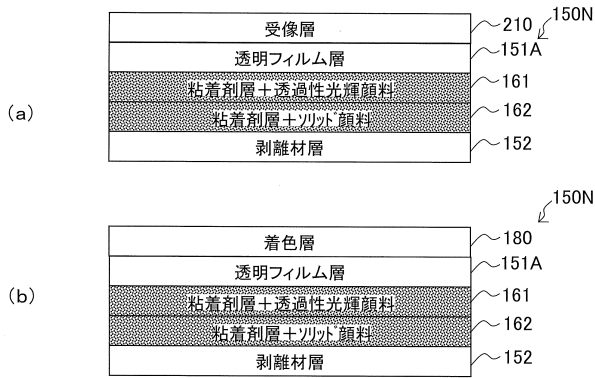 150N
受像層 210
透明フィルム層 151A
粘着剤層＋透過性光輝顔料 161
(a)
粘着剤層＋ソリッド顔料 162
剥離材層 152
150N
着色層 180
透明フィルム層 151A
(b)
粘着剤層＋透過性光輝顔料 161
粘着剤層＋ソリッド顔料 162
剥離材層 152